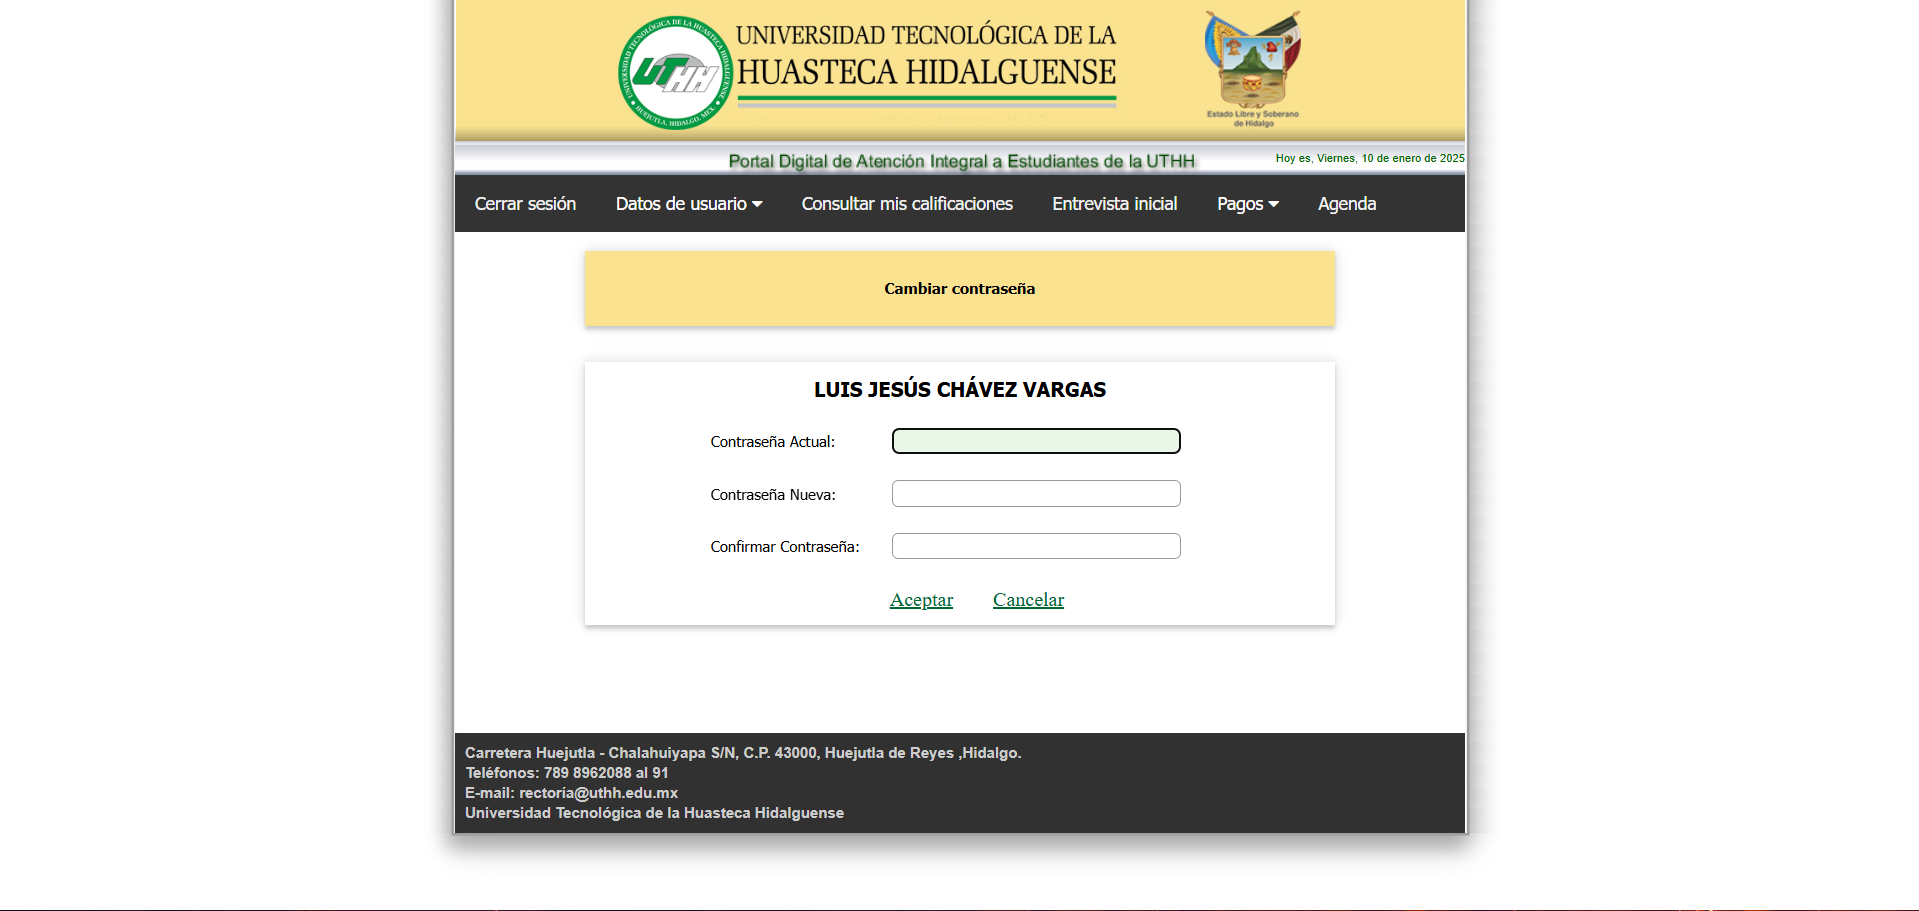 UNIVERSIDAD TECNOLÓGICA DE LA HUASTECA HIDALGUENSE
HUEJUTLA, HIDALGO. MEX.
UTHH
UNIVERSIDAD TECNOLÓGICA DE LA
HUASTECA HIDALGUENSE
Estado Libre y Soberano
de Hidalgo
Portal Digital de Atención Integral a Estudiantes de la UTHH
Hoy es, Viernes, 10 de enero de 2025
Cerrar sesión Datos de usuario Consultar mis calificaciones Entrevista inicial Pagos Agenda
Cambiar contraseña
LUIS JESÚS CHÁVEZ VARGAS
Contraseña Actual:
Contraseña Nueva:
Confirmar Contraseña:
Aceptar Cancelar
Carretera Huejutla - Chalahuiyapa S/N, C.P. 43000, Huejutla de Reyes ,Hidalgo.
Teléfonos: 789 8962088 al 91
E-mail: rectoria@uthh.edu.mx
Universidad Tecnológica de la Huasteca Hidalguense